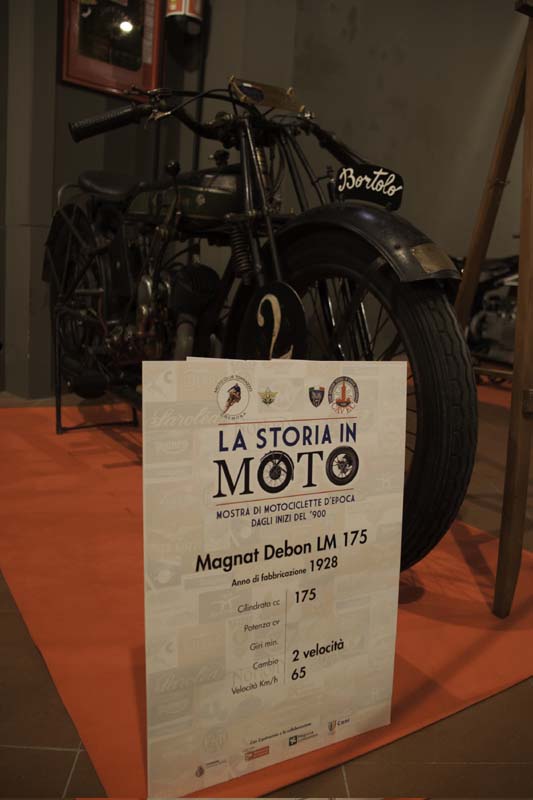 Bortolo
2
LA STORIA IN
MOTO
MOSTRA DI MOTOCICLETTE D'EPOCA
DAGLI INIZI DEL '900
Magnat Debon LM 175
Anno di fabbricazione 1928
Cilindrata cc 175
Potenza cv
Giri min.
Cambio 2 velocità
Velocità Km/h 65